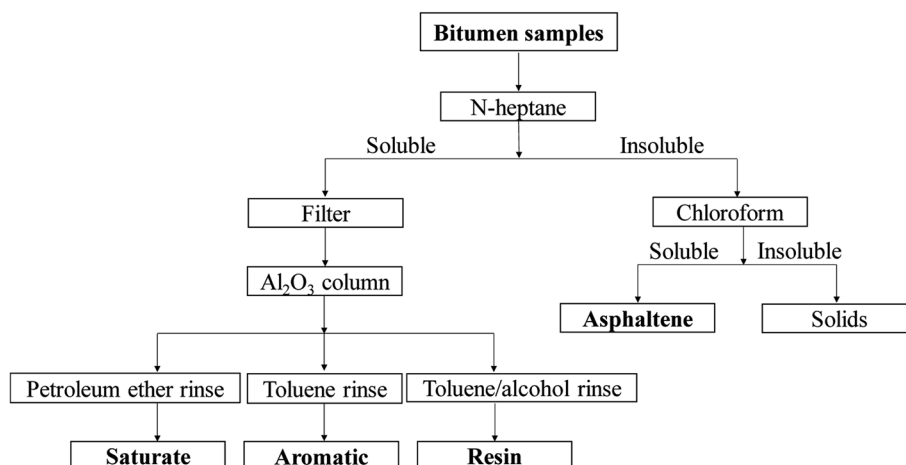 Bitumen samples
N-heptane
Soluble
Insoluble
Filter
Chloroform
Soluble
Insoluble
Al₂O₃ column
Asphaltene
Solids
Petroleum ether rinse
Toluene rinse
Toluene/alcohol rinse
Saturate
Aromatic
Resin